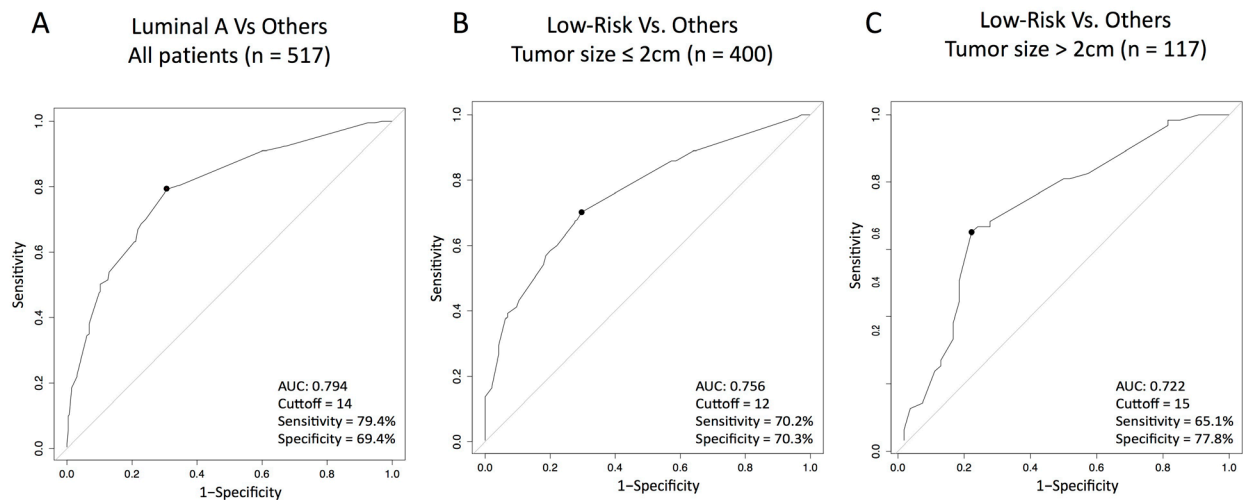 A
Luminal A Vs Others
All patients (n = 517)
1.0
0.8
0.6
0.4
0.2
0.0
Sensitivity
AUC: 0.794
Cuttoff = 14
Sensitivity = 79.4%
Specificity = 69.4%
0.0 0.2 0.4 0.6 0.8 1.0
1−Specificity
B
Low-Risk Vs. Others
Tumor size ≤ 2cm (n = 400)
1.0
0.8
0.6
0.4
0.2
0.0
Sensitivity
AUC: 0.756
Cuttoff = 12
Sensitivity = 70.2%
Specificity = 70.3%
0.0 0.2 0.4 0.6 0.8 1.0
1−Specificity
C
Low-Risk Vs. Others
Tumor size > 2cm (n = 117)
1.0
0.8
0.6
0.2
0.0
Sensitivity
AUC: 0.722
Cuttoff = 15
Sensitivity = 65.1%
Specificity = 77.8%
0.0 0.2 0.4 0.6 0.8 1.0
1−Specificity